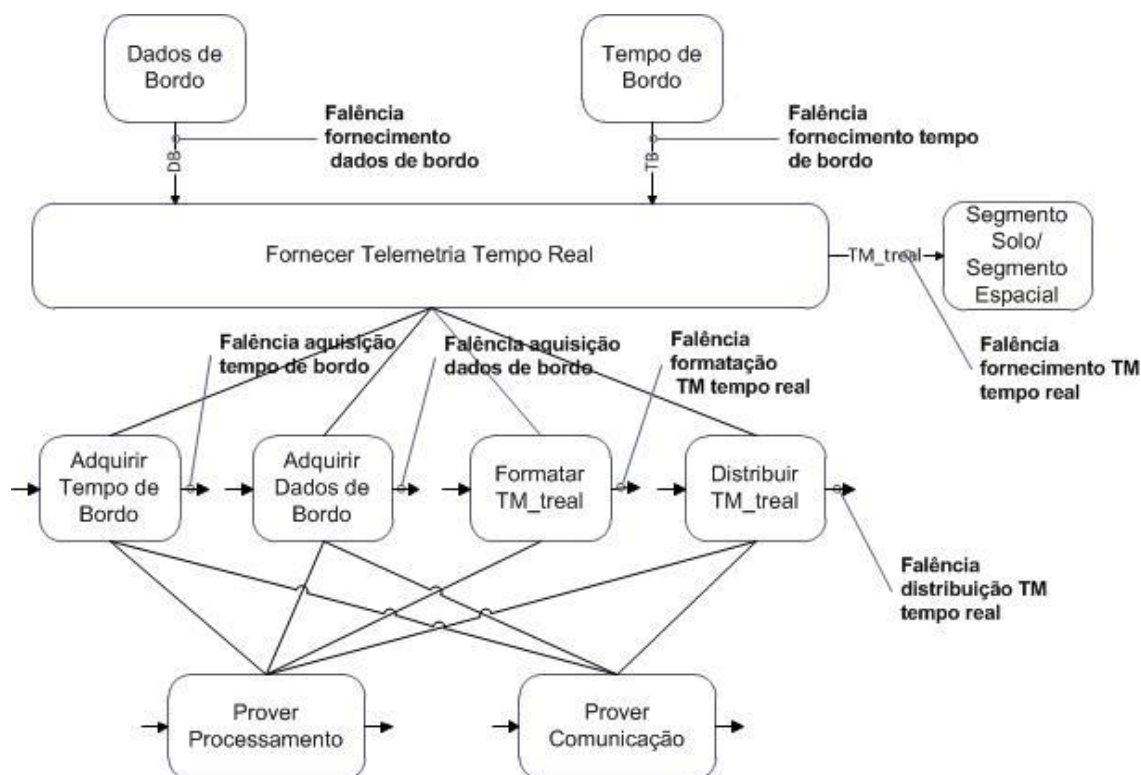 Dados de
Bordo
Tempo de
Bordo
Falência
fornecimento
dados de bordo
Falência
fornecimento tempo
de bordo
DB
TB
Fornecer Telemetria Tempo Real
TM_treal
Segmento
Solo/
Segmento
Espacial
Falência aquisição
tempo de bordo
Falência aquisição
dados de bordo
Falência
formatação
TM tempo real
Falência
fornecimento TM
tempo real
Adquirir
Tempo de
Bordo
Adquirir
Dados de
Bordo
Formatar
TM_treal
Distribuir
TM_treal
Falência
distribuição TM
tempo real
Prover
Processamento
Prover
Comunicação